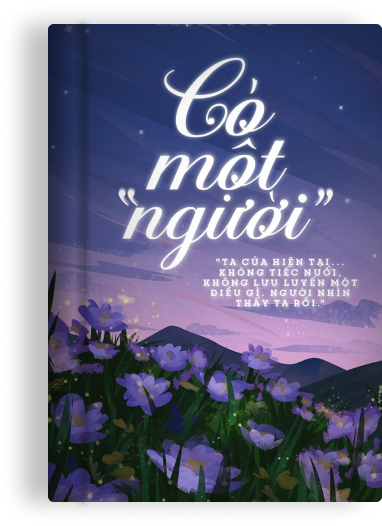 Có
một
“người”
"TA CỦA HIỆN TẠI...
KHÔNG TIẾC NUỐI,
KHÔNG LƯU LUYẾN MỘT
ĐIỀU GÌ. NGƯỜI NHÌN
THẤY TA RỒI."